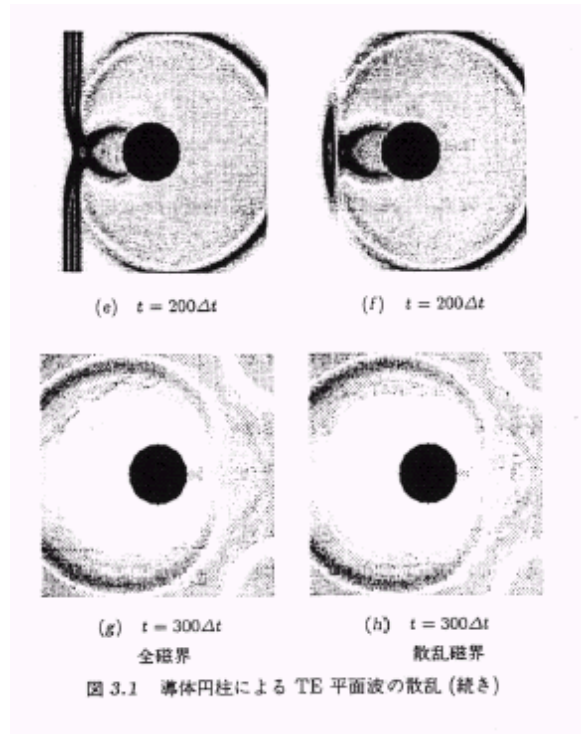 (e) t = 200Δt
(f) t = 200Δt
(g) t = 300Δt
(h) t = 300Δt
全磁界
散乱磁界
図 3.1 導体円柱による TE 平面波の散乱 (続き)